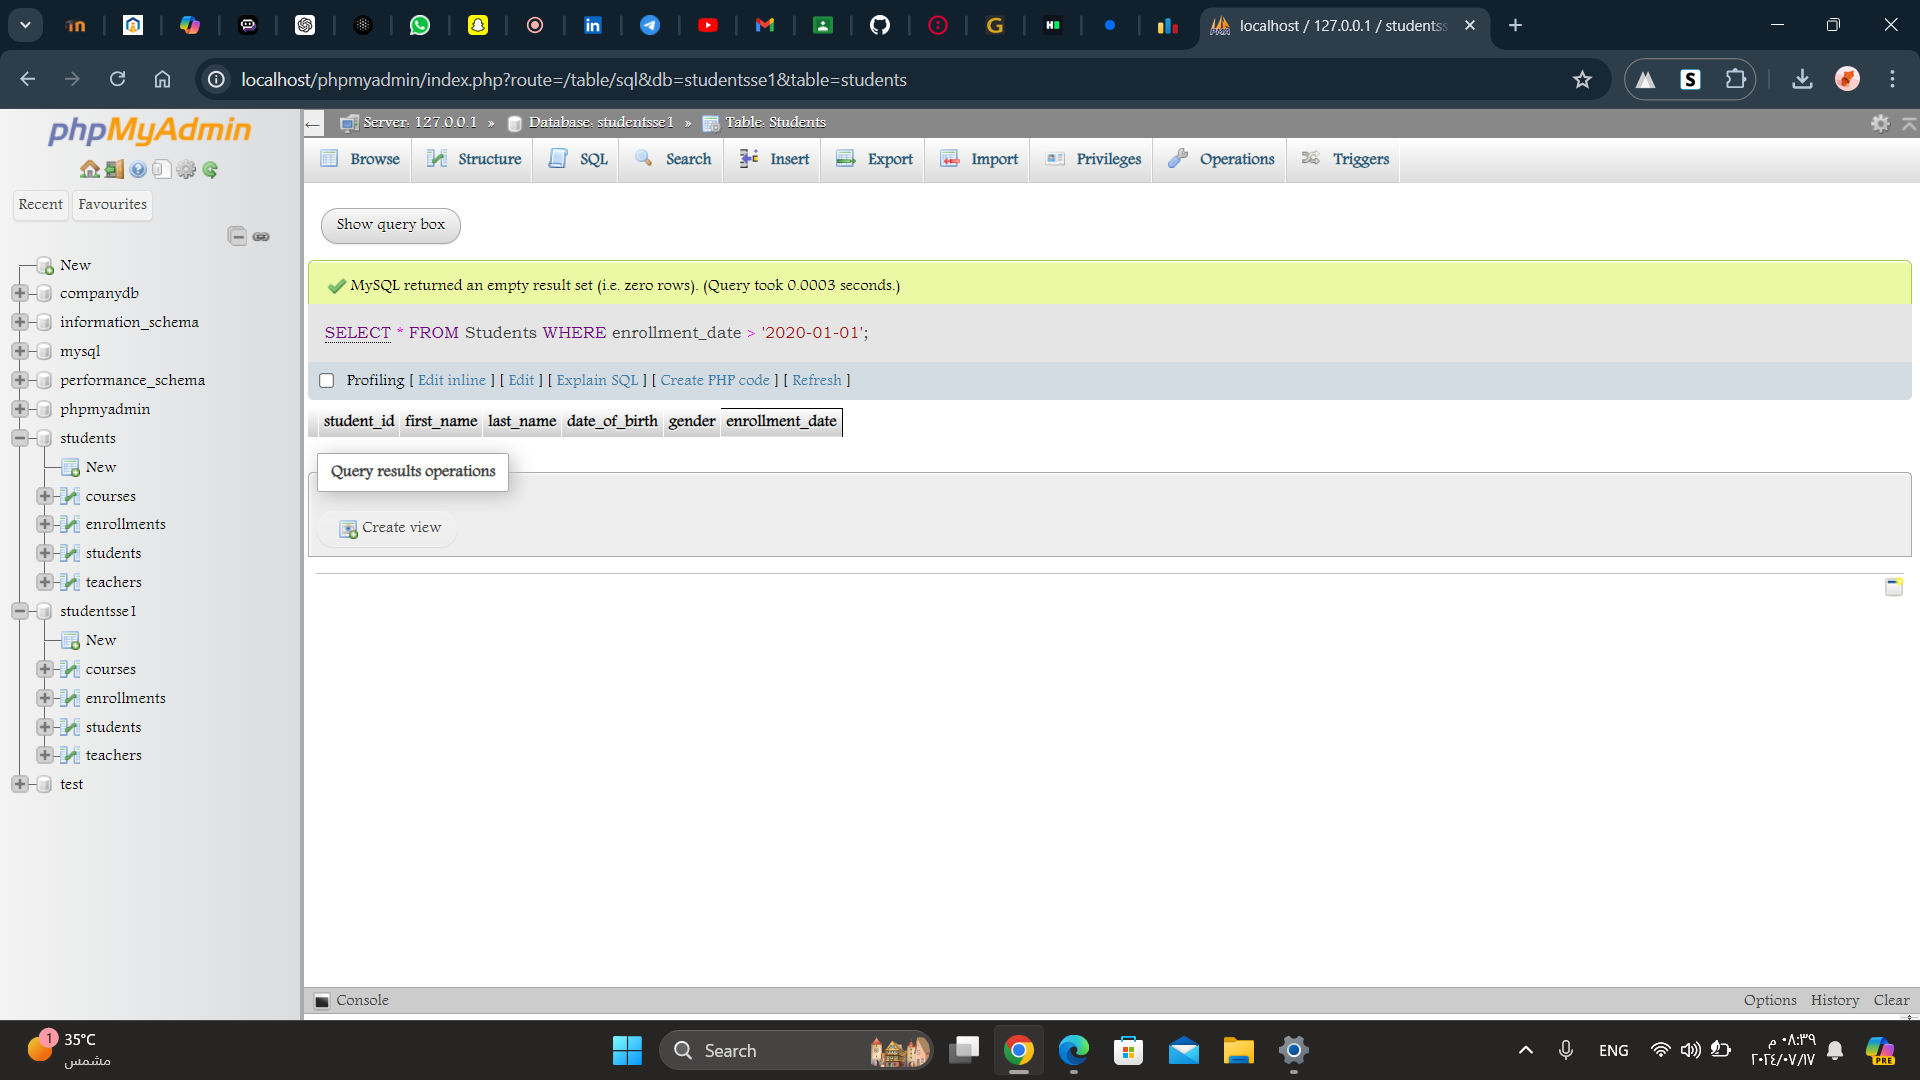 localhost / 127.0.0.1 / studentss
localhost/phpmyadmin/index.php?route=/table/sql&db=studentsse1&table=students
phpMyAdmin
Recent
Favourites
New
companydb
information_schema
mysql
performance_schema
phpmyadmin
students
New
courses
enrollments
students
teachers
studentsse1
New
courses
enrollments
students
teachers
test
Server: 127.0.0.1 » Database: studentsse1 » Table: Students
Browse Structure SQL Search Insert Export Import Privileges Operations Triggers
Show query box
MySQL returned an empty result set (i.e. zero rows). (Query took 0.0003 seconds.)
SELECT * FROM Students WHERE enrollment_date > '2020-01-01';
Profiling [ Edit inline ] [ Edit ] [ Explain SQL ] [ Create PHP code ] [ Refresh ]
student_id first_name last_name date_of_birth gender enrollment_date
Query results operations
Create view
Console
Options History Clear
1
35°C
مشمس
Search
ENG
٠٨:٣٩ م
٢٠٢٤/٠٧/١٧
PRE